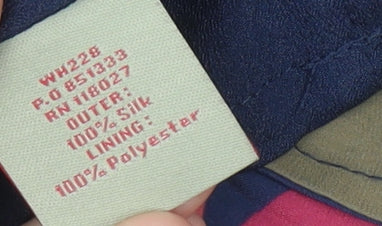 WH228
P.O 851333
RN 118027
OUTER:
100% Silk
LINING:
100% Polyester